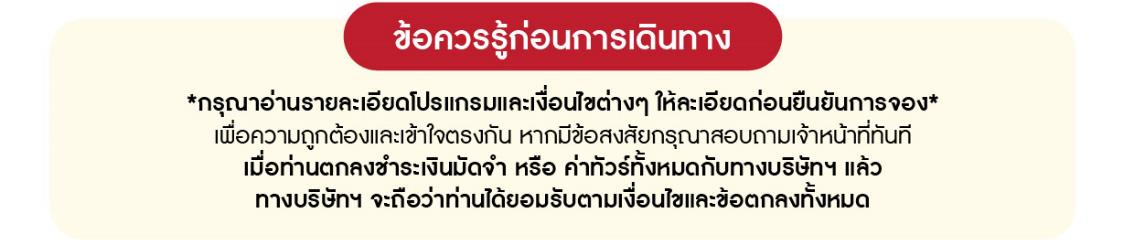 ข้อควรรู้ก่อนการเดินทาง
*กรุณาอ่านรายละเอียดโปรแกรมและเงื่อนไขต่างๆ ให้ละเอียดก่อนยืนยันการจอง*
เพื่อความถูกต้องและเข้าใจตรงกัน หากมีข้อสงสัยกรุณาสอบถามเจ้าหน้าที่ทันที
เมื่อท่านตกลงชำระเงินมัดจำ หรือ ค่าทัวร์ทั้งหมดกับทางบริษัทฯ แล้ว
ทางบริษัทฯ จะถือว่าท่านได้ยอมรับตามเงื่อนไขและข้อตกลงทั้งหมด